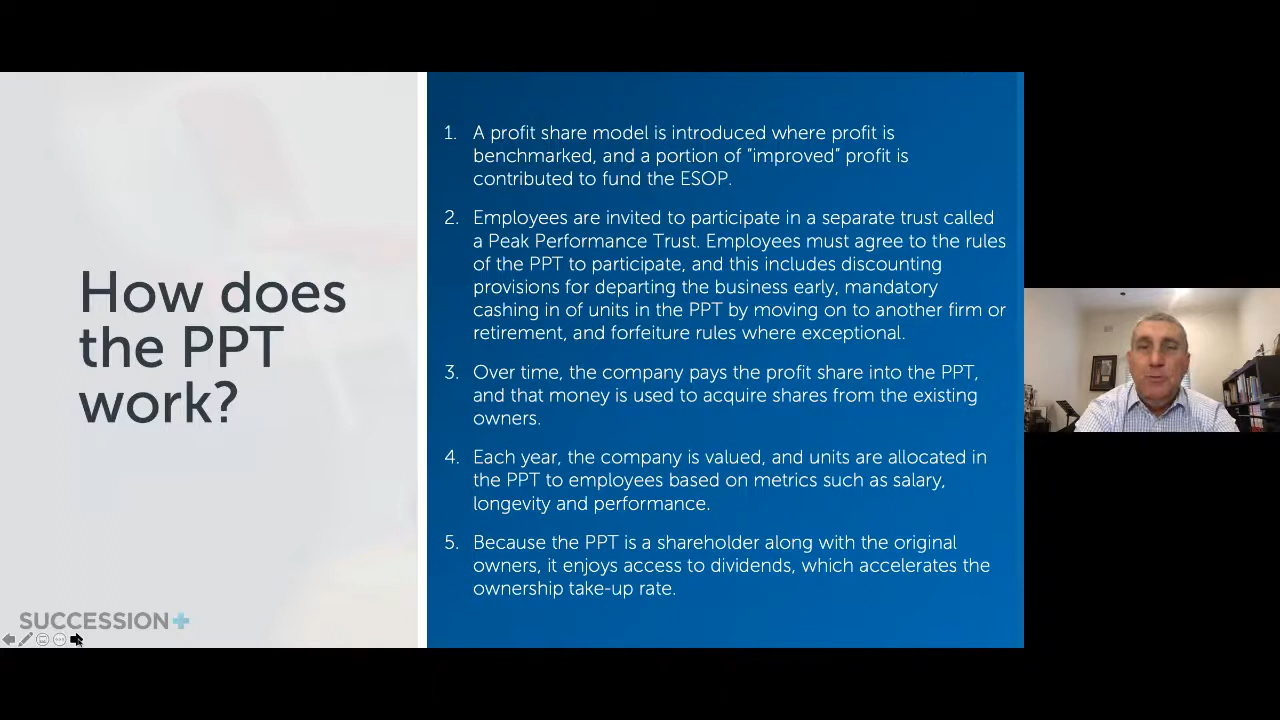 How does
the PPT
work?
1. A profit share model is introduced where profit is
benchmarked, and a portion of "improved" profit is
contributed to fund the ESOP.
2. Employees are invited to participate in a separate trust called
a Peak Performance Trust. Employees must agree to the rules
of the PPT to participate, and this includes discounting
provisions for departing the business early, mandatory
cashing in of units in the PPT by moving on to another firm or
retirement, and forfeiture rules where exceptional.
3. Over time, the company pays the profit share into the PPT,
and that money is used to acquire shares from the existing
owners.
4. Each year, the company is valued, and units are allocated in
the PPT to employees based on metrics such as salary,
longevity and performance.
5. Because the PPT is a shareholder along with the original
owners, it enjoys access to dividends, which accelerates the
ownership take-up rate.
SUCCESSION+